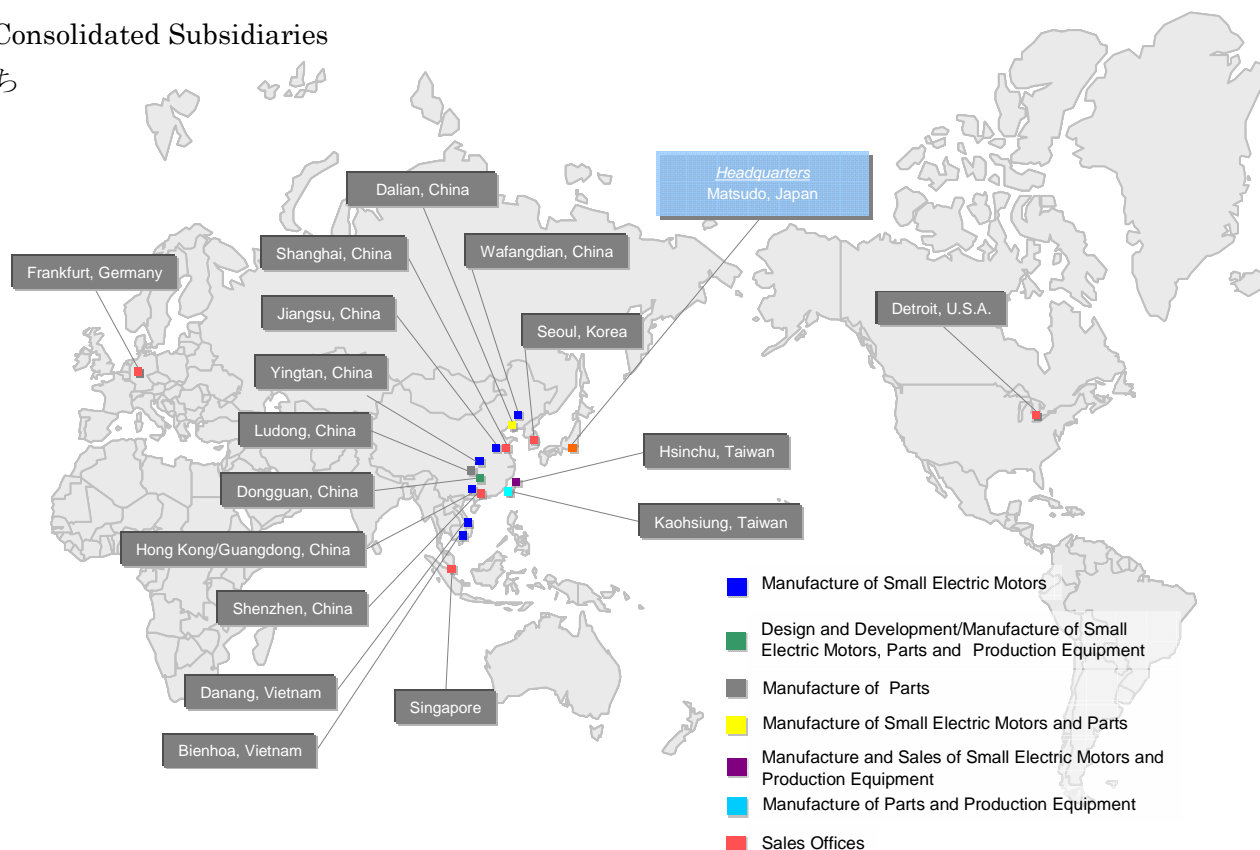 Consolidated Subsidiaries
ち
Dalian, China
Headquarters
Matsudo, Japan
Shanghai, China
Wafangdian, China
Frankfurt, Germany
Detroit, U.S.A.
Jiangsu, China
Seoul, Korea
Yingtan, China
Ludong, China
Hsinchu, Taiwan
Dongguan, China
Kaohsiung, Taiwan
Hong Kong/Guangdong, China
Shenzhen, China
Danang, Vietnam
Singapore
Bienhoa, Vietnam
Manufacture of Small Electric Motors
Design and Development/Manufacture of Small
Electric Motors, Parts and Production Equipment
Manufacture of Parts
Manufacture of Small Electric Motors and Parts
Manufacture and Sales of Small Electric Motors and
Production Equipment
Manufacture of Parts and Production Equipment
Sales Offices